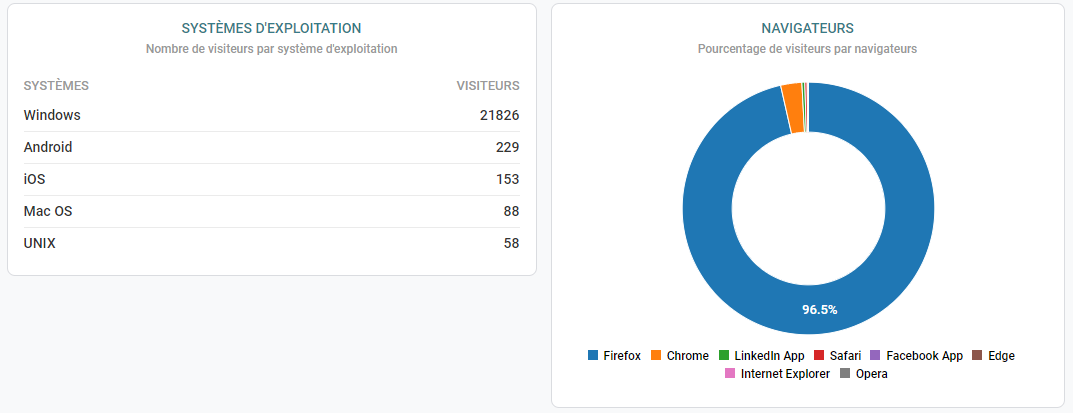 SYSTÈMES D'EXPLOITATION
Nombre de visiteurs par système d'exploitation
SYSTÈMES VISITEURS
Windows 21826
Android 229
iOS 153
Mac OS 88
UNIX 58
NAVIGATEURS
Pourcentage de visiteurs par navigateurs
96.5%
Firefox Chrome LinkedIn App Safari Facebook App Edge
Internet Explorer Opera